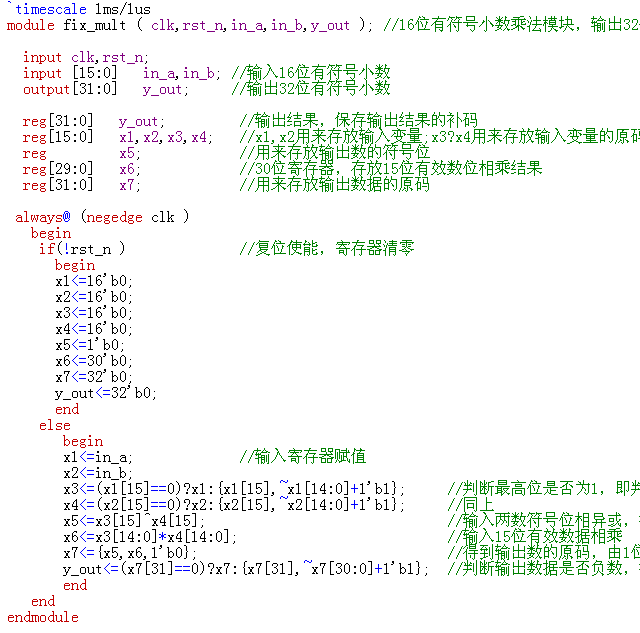 `timescale 1ms/1us
module fix_mult ( clk,rst_n,in_a,in_b,y_out ); //16位有符号小数乘法模块，输出32
input clk,rst_n;
input [15:0] in_a,in_b; //输入16位有符号小数
output[31:0] y_out; //输出32位有符号小数
reg[31:0] y_out; //输出结果，保存输出结果的补码
reg[15:0] x1,x2,x3,x4; //x1,x2用来存放输入变量;x3?x4用来存放输入变量的原码
reg x5; //用来存放输出数的符号位
reg[29:0] x6; //30位寄存器，存放15位有效数位相乘结果
reg[31:0] x7; //用来存放输出数据的原码
always@ (negedge clk )
begin
if(!rst_n ) //复位使能，寄存器清零
begin
x1<=16'b0;
x2<=16'b0;
x3<=16'b0;
x4<=16'b0;
x5<=1'b0;
x6<=30'b0;
x7<=32'b0;
y_out<=32'b0;
end
else
begin
x1<=in_a; //输入寄存器赋值
x2<=in_b;
x3<=(x1[15]==0)?x1:{x1[15],~x1[14:0]+1'b1}; //判断最高位是否为1，即判
x4<=(x2[15]==0)?x2:{x2[15],~x2[14:0]+1'b1}; //同上
x5<=x3[15]^x4[15]; //输入两数符号位相异或，
x6<=x3[14:0]*x4[14:0]; //输入15位有效数据相乘
x7<={x5,x6,1'b0}; //得到输出数的原码，由1位
y_out<=(x7[31]==0)?x7:{x7[31],~x7[30:0]+1'b1}; //判断输出数据是否负数，
end
end
endmodule